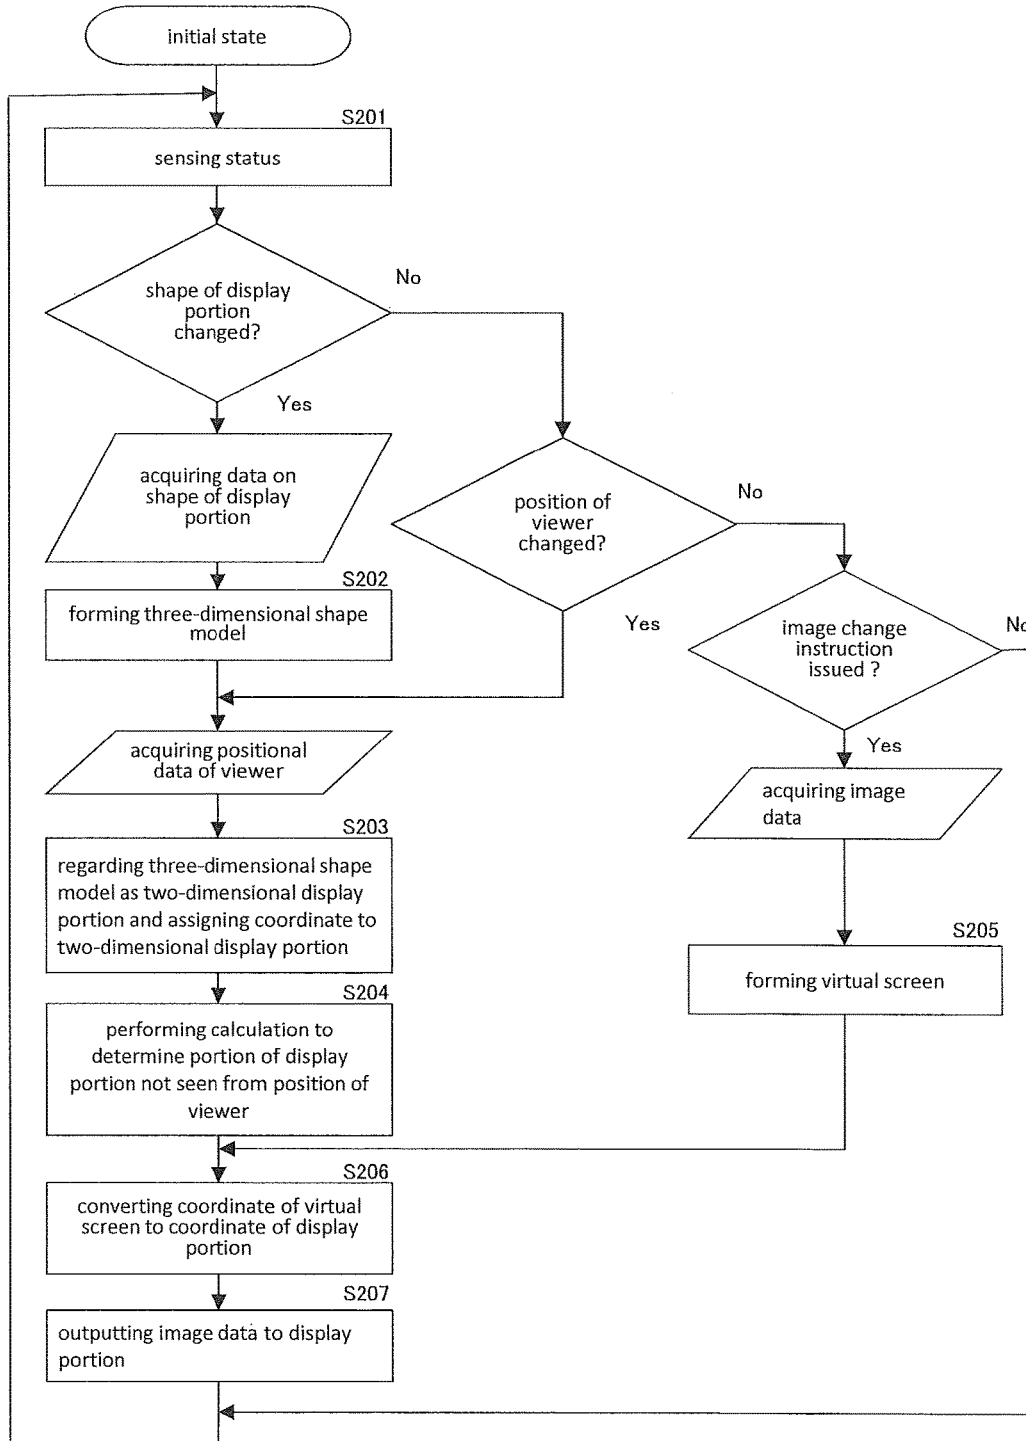 initial state
S201
sensing status
No
shape of display
portion
changed?
Yes
acquiring data on
shape of display
portion
No
position of
viewer
changed?
S202
forming three-dimensional shape
model
Yes
No
image change
instruction
issued ?
acquiring positional
data of viewer
Yes
acquiring image
data
S203
regarding three-dimensional shape
model as two-dimensional display
portion and assigning coordinate to
two-dimensional display portion
S205
forming virtual screen
S204
performing calculation to
determine portion of display
portion not seen from position of
viewer
S206
converting coordinate of virtual
screen to coordinate of display
portion
S207
outputting image data to display
portion